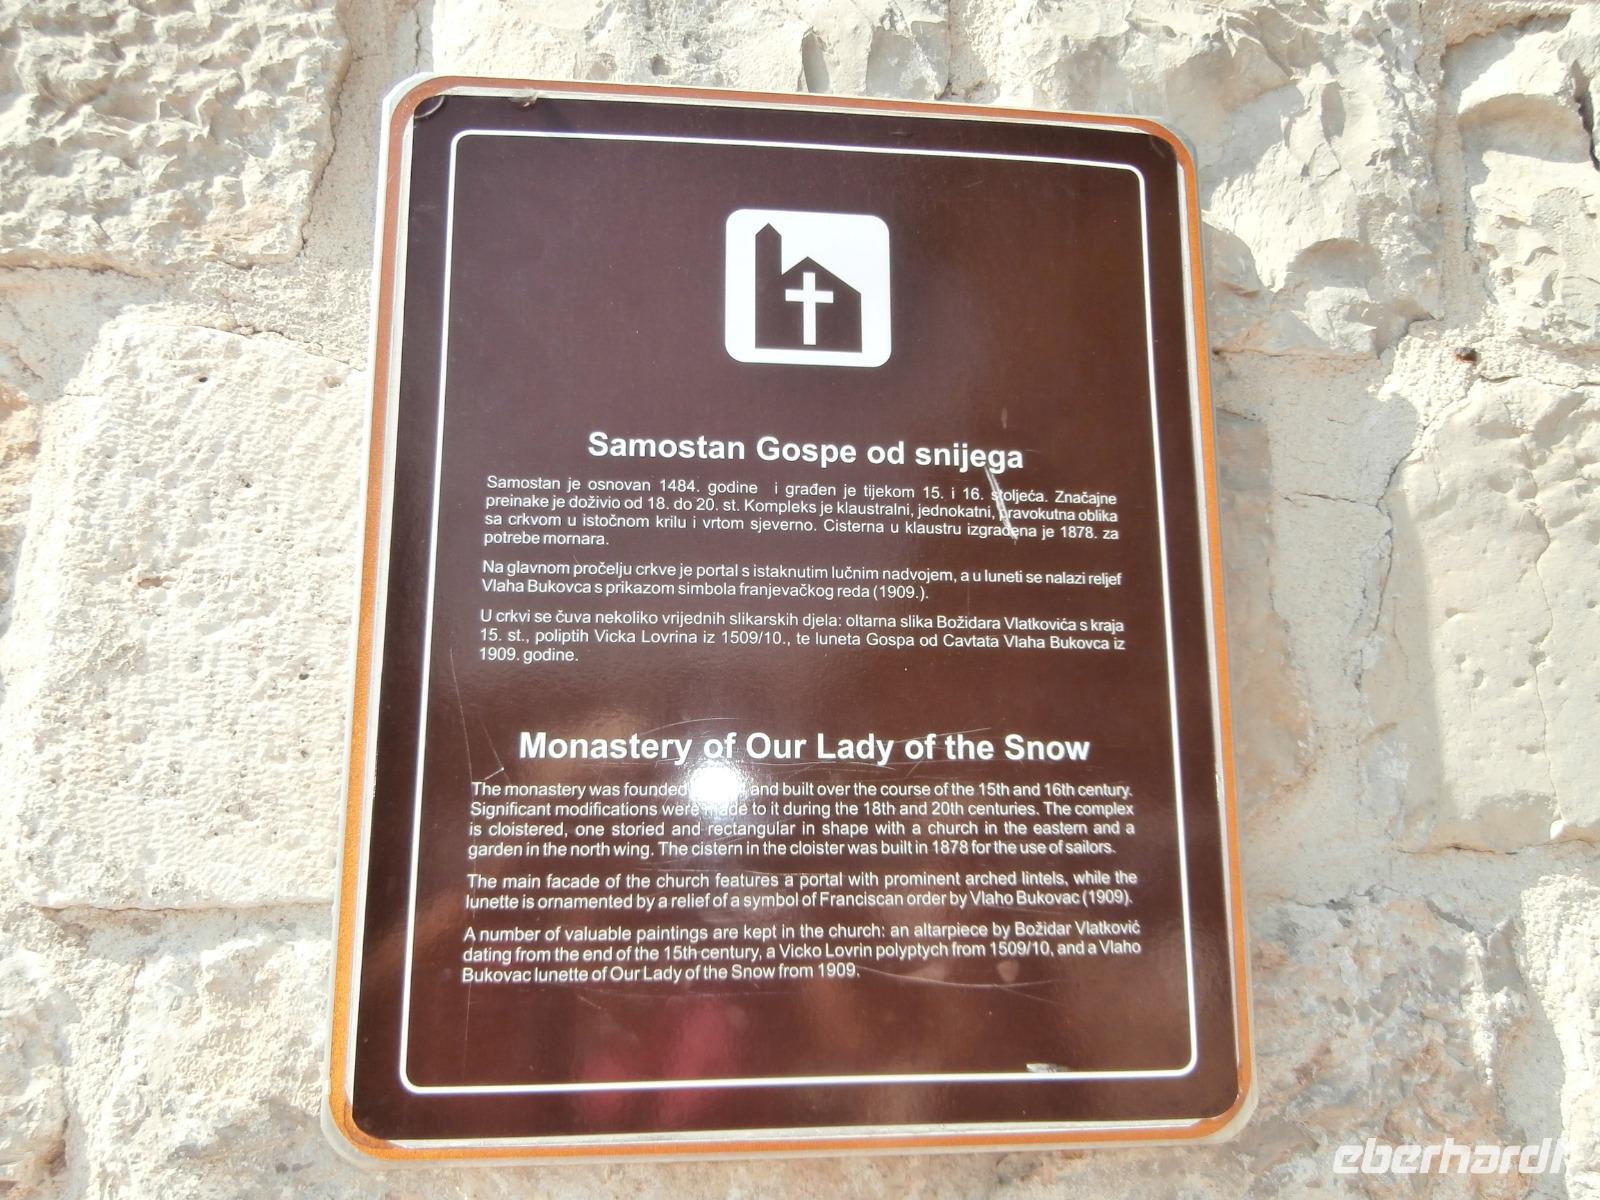 Samostan Gospe od snijega
Samostan je osnovan 1484. godine i građen je tijekom 15. i 16. stoljeća. Značajne
preinake je doživio od 18. do 20. st. Kompleks je klaustralni, jednokatni, pravokutna oblika
sa crkvom u istočnom krilu i vrtom sjeverno. Cisterna u klaustru izgrađena je 1878. za
potrebe mornara.
Na glavnom pročelju crkve je portal s istaknutim lučnim nadvojem, a u luneti se nalazi reljef
Vlaha Bukovca s prikazom simbola franjevačkog reda (1909.).
U crkvi se čuva nekoliko vrijednih slikarskih djela: oltarna slika Božidara Vlatkovića s kraja
15. st., poliptih Vicka Lovrina iz 1509/10., te luneta Gospa od Cavtata Vlaha Bukovca iz
1909. godine.
Monastery of Our Lady of the Snow
The monastery was founded and built over the course of the 15th and 16th century.
Significant modifications were made to it during the 18th and 20th centuries. The complex
is cloistered, one storied and rectangular in shape with a church in the eastern and a
garden in the north wing. The cistern in the cloister was built in 1878 for the use of sailors.
The main facade of the church features a portal with prominent arched lintels, while the
lunette is ornamented by a relief of a symbol of Franciscan order by Vlaho Bukovac (1909).
A number of valuable paintings are kept in the church: an altarpiece by Božidar Vlatković
dating from the end of the 15th century, a Vicko Lovrin polyptych from 1509/10, and a Vlaho
Bukovac lunette of Our Lady of the Snow from 1909.
eberhardt